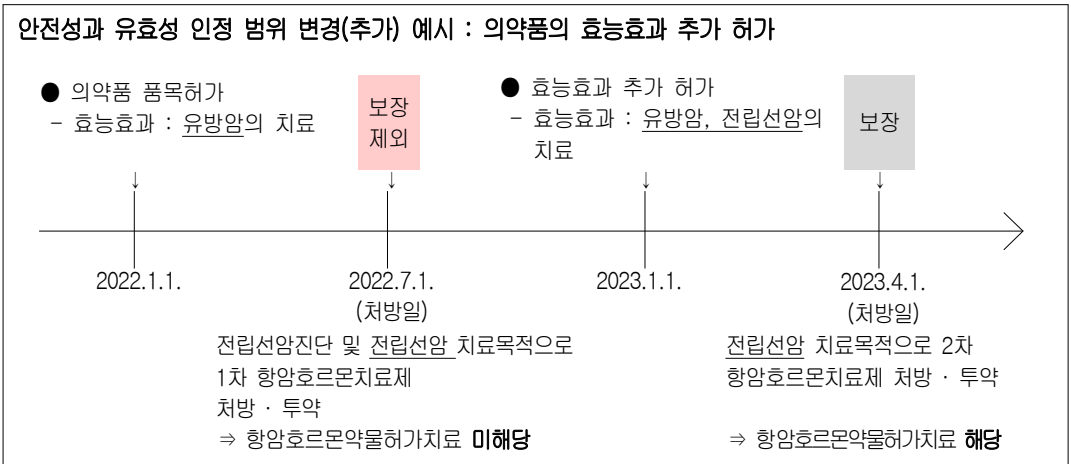 안전성과 유효성 인정 범위 변경(추가) 예시 : 의약품의 효능효과 추가 허가
● 의약품 품목허가
- 효능효과 : 유방암의 치료
보장
제외
● 효능효과 추가 허가
- 효능효과 : 유방암, 전립선암의
치료
보장
↓ ↓ ↓ ↓
2022.1.1.
2022.7.1.
(처방일)
2023.1.1.
2023.4.1.
(처방일)
전립선암진단 및 전립선암 치료목적으로
1차 항암호르몬치료제
처방 · 투약
⇒ 항암호르몬약물허가치료 미해당
전립선암 치료목적으로 2차
항암호르몬치료제 처방 · 투약
⇒ 항암호르몬약물허가치료 해당